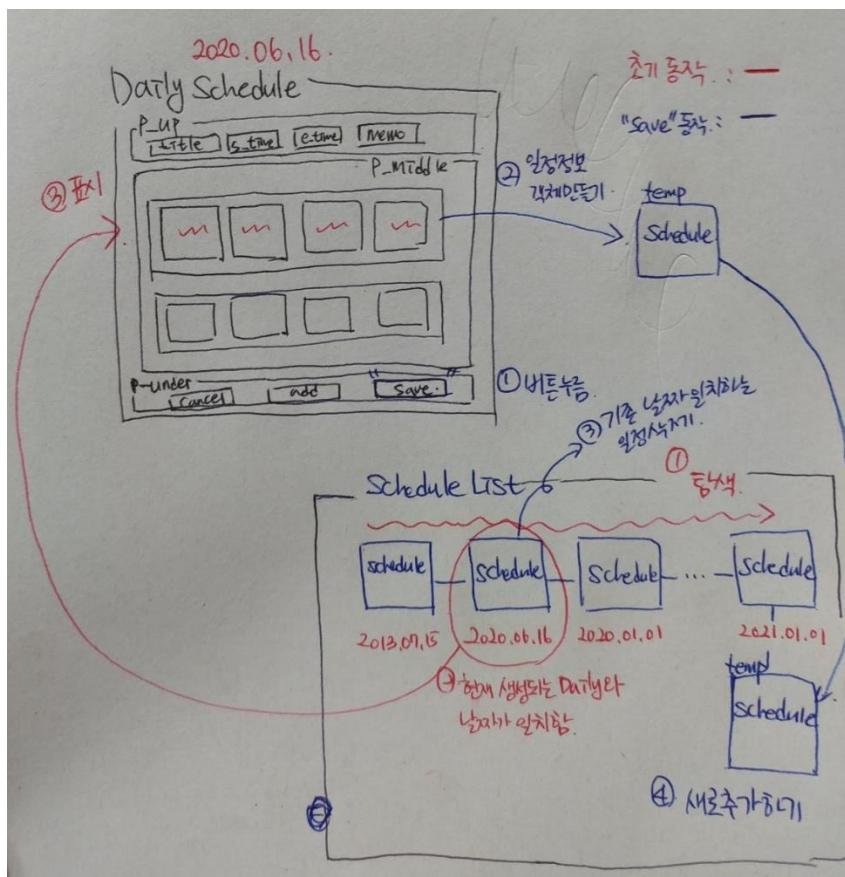 2020.06.16.
Daily Schedule
초기 동작. :
"save" 동작 :
P_UP
title
s_time
e_time
memo
P_Middle
③ 표시
② 일정정보
객체만들기
temp
Schedule
P_under
cancel
add
"save"
① 버튼누름.
③ 기존 날짜 일치하는
일정삭제기.
Schedule List
①
탐색
schedule
Schedule
Schedule
...
Schedule
2013.07.15
2020.06.16
2020.01.01
2021.01.01
현재 생성되는 Daily와
날짜가 일치함.
temp
Schedule
④ 새로추가하기